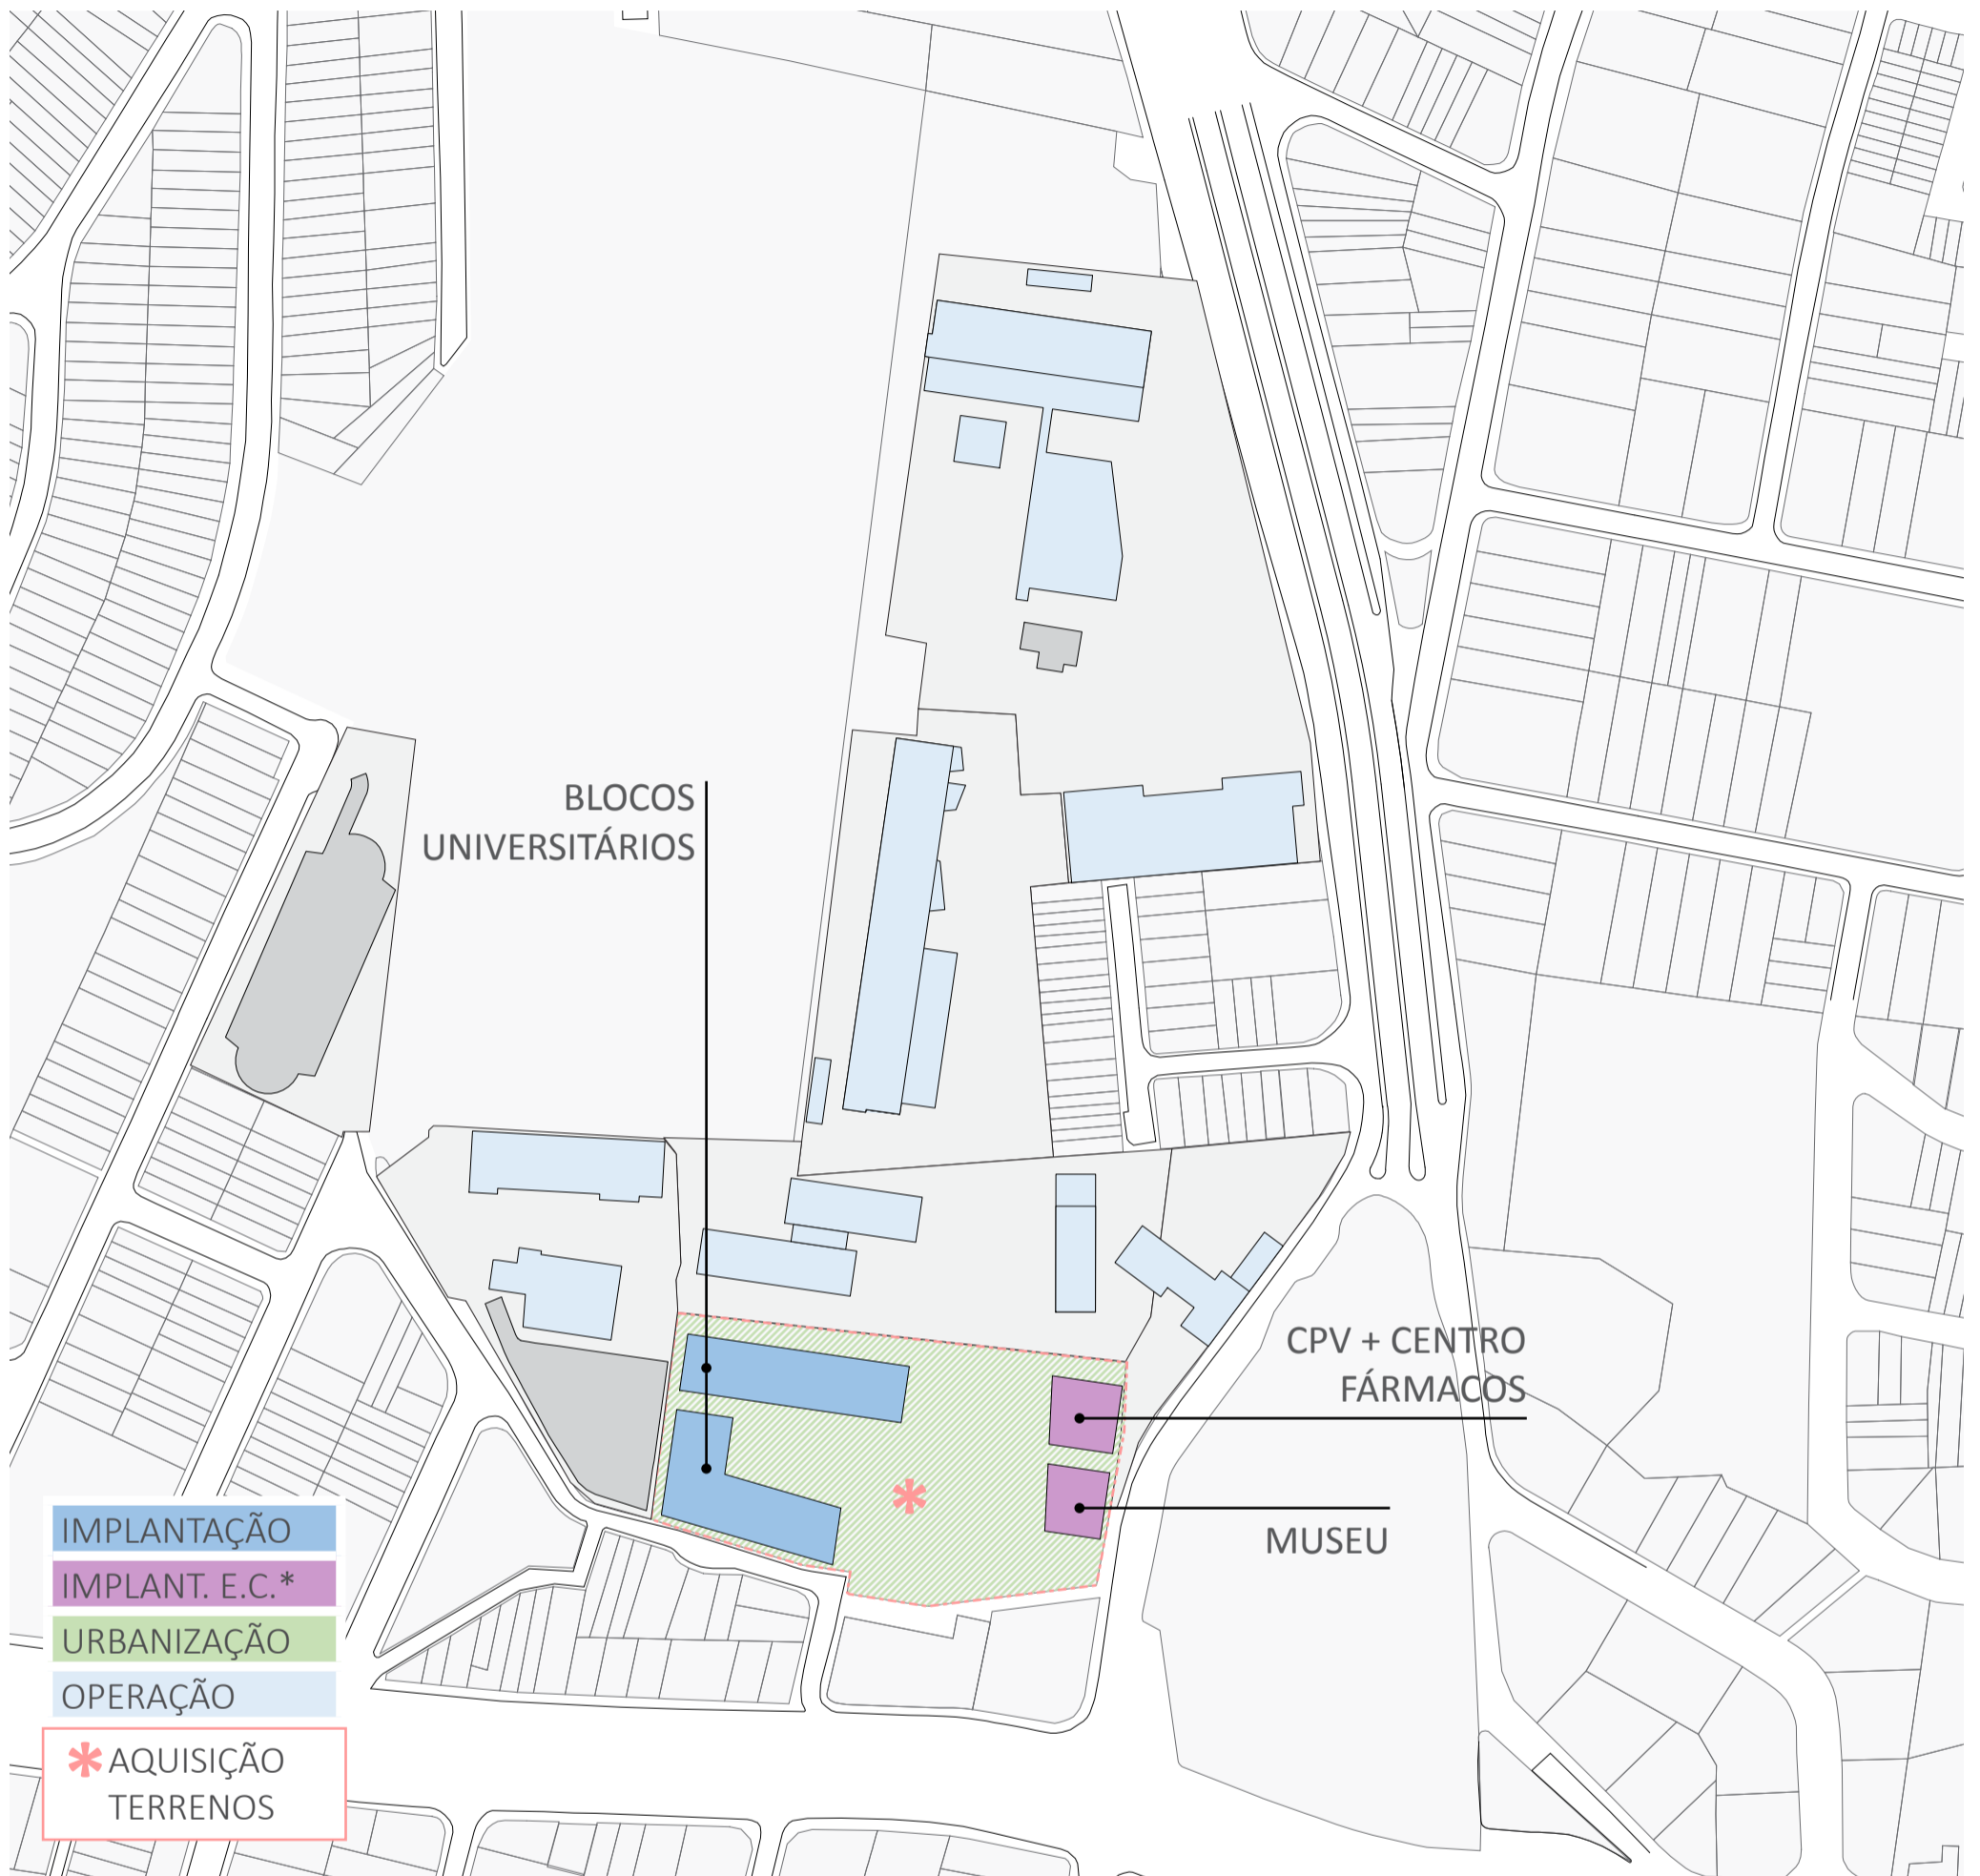 BLOCOS
UNIVERSITÁRIOS
CPV + CENTRO
FÁRMACOS
MUSEU
IMPLANTAÇÃO
IMPLANT. E.C.*
URBANIZAÇÃO
OPERAÇÃO
* AQUISIÇÃO
TERRENOS